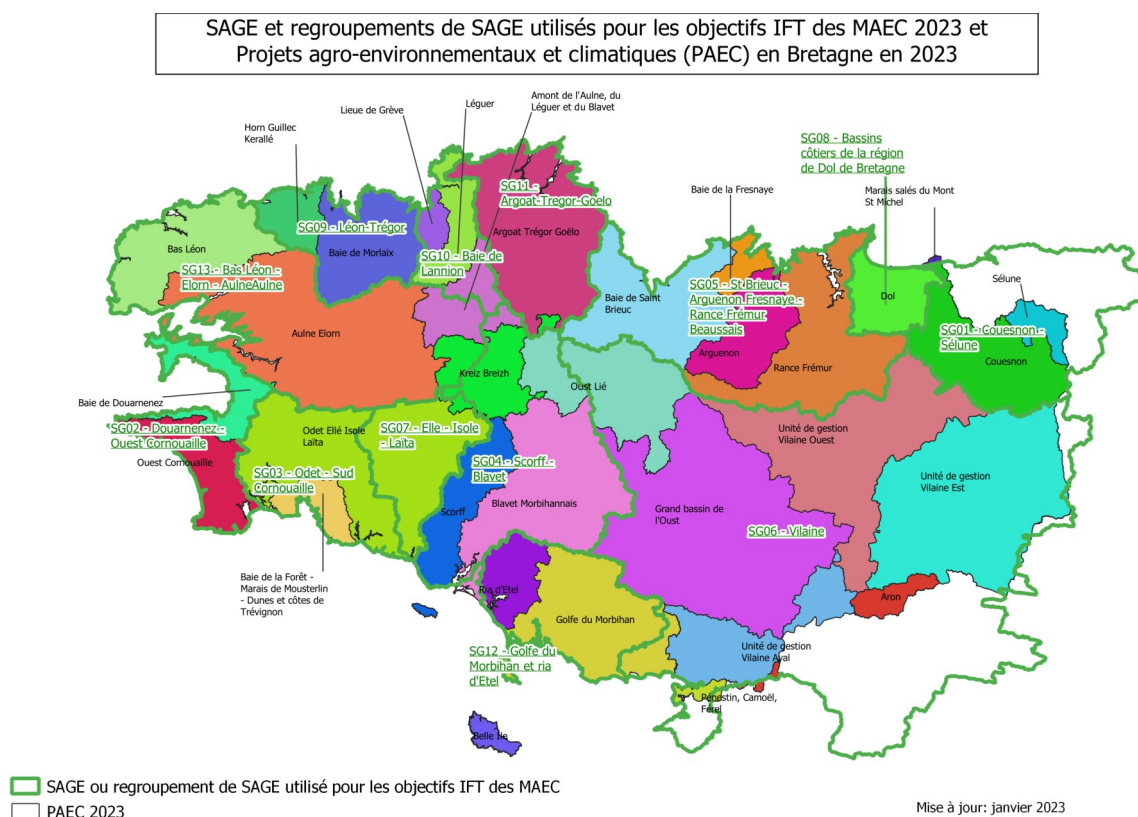 SAGE et regroupements de SAGE utilisés pour les objectifs IFT des MAEC 2023 et
Projets agro-environnementaux et climatiques (PAEC) en Bretagne en 2023
Amont de l'Aulne, du
Léguer et du Blavet
Léguer
Lieue de Grève
Horn Guillec
Kerallé
SG08 - Bassins
côtiers de la région
de Dol de Bretagne
SG11 -
Argoat-Tregor-Goelo
Baie de la Fresnaye
Marais salés du Mont
St Michel
SG09 - Léon-Trégor
Argoat Trégor Goëlo
Bas Léon
Baie de Morlaix
SG10 - Baie de
Lannion
SG13 - Bas Léon -
Elorn - AulneAulne
Sélune
SG05 - St Brieuc -
Arguenon Fresnaye -
Rance Frémur
Beaussais
Baie de Saint
Brieuc
Dol
Aulne Elorn
SG01 - Couesnon -
Sélune
Arguenon
Rance Frémur
Couesnon
Kreiz Breizh
Oust Lié
Baie de Douarnenez
SG02 - Douarnenez -
Ouest Cornouaille
Odet Ellé Isole
Laïta
SG07 - Elle - Isole
- Laïta
Unité de gestion
Vilaine Ouest
Ouest Cornouaille
SG03 - Odet - Sud
Cornouaille
SG04 - Scorff -
Blavet
Unité de gestion
Vilaine Est
Scorff
Blavet Morbihannais
Grand bassin de
l'Oust
SG06 - Vilaine
Baie de la Forêt -
Marais de Mousterlin
- Dunes et côtes de
Trévignon
Ria d'Etel
Aron
Golfe du Morbihan
SG12 - Golfe du
Morbihan et ria
d'Etel
Unité de gestion
Vilaine Aval
Pénestin, Camoël,
Férel
Belle Ile
SAGE ou regroupement de SAGE utilisé pour les objectifs IFT des MAEC
PAEC 2023
Mise à jour: janvier 2023